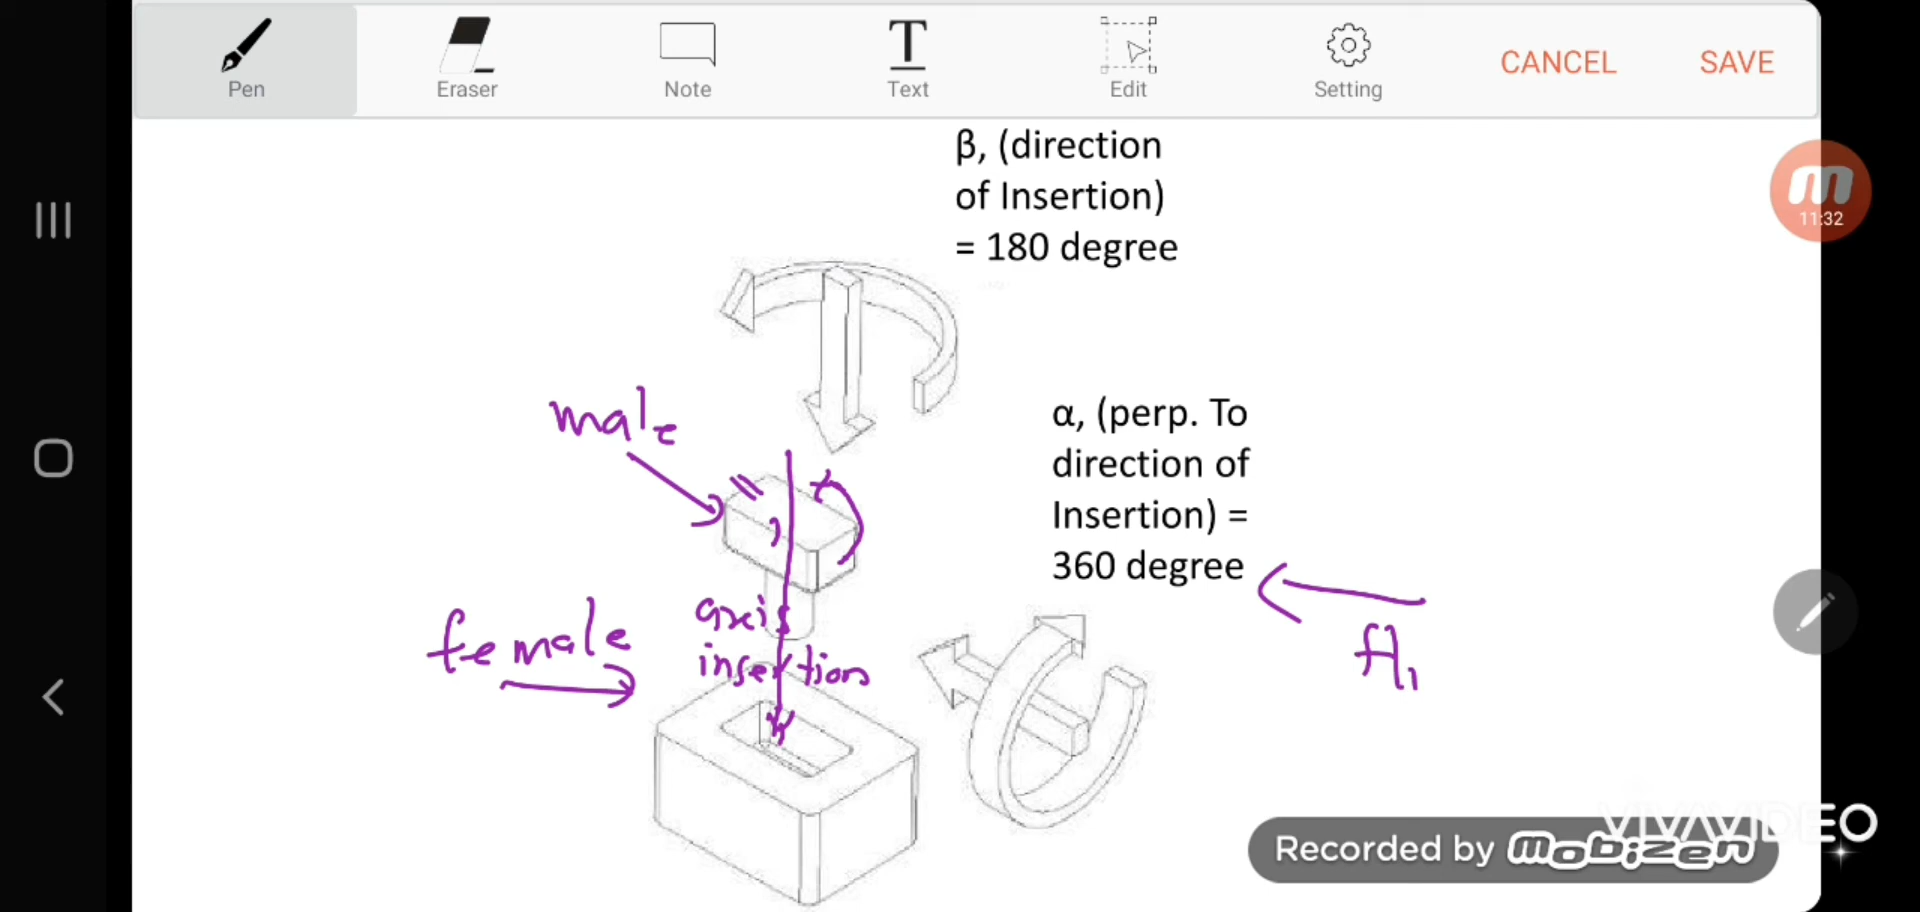 Pen
Eraser
Note
Text
Edit
Setting
CANCEL
SAVE
11:32
β, (direction
of Insertion)
= 180 degree
male
α, (perp. To
direction of
Insertion) =
360 degree
female
axis
insertion
VIVAVIDEO
Recorded by mobizen